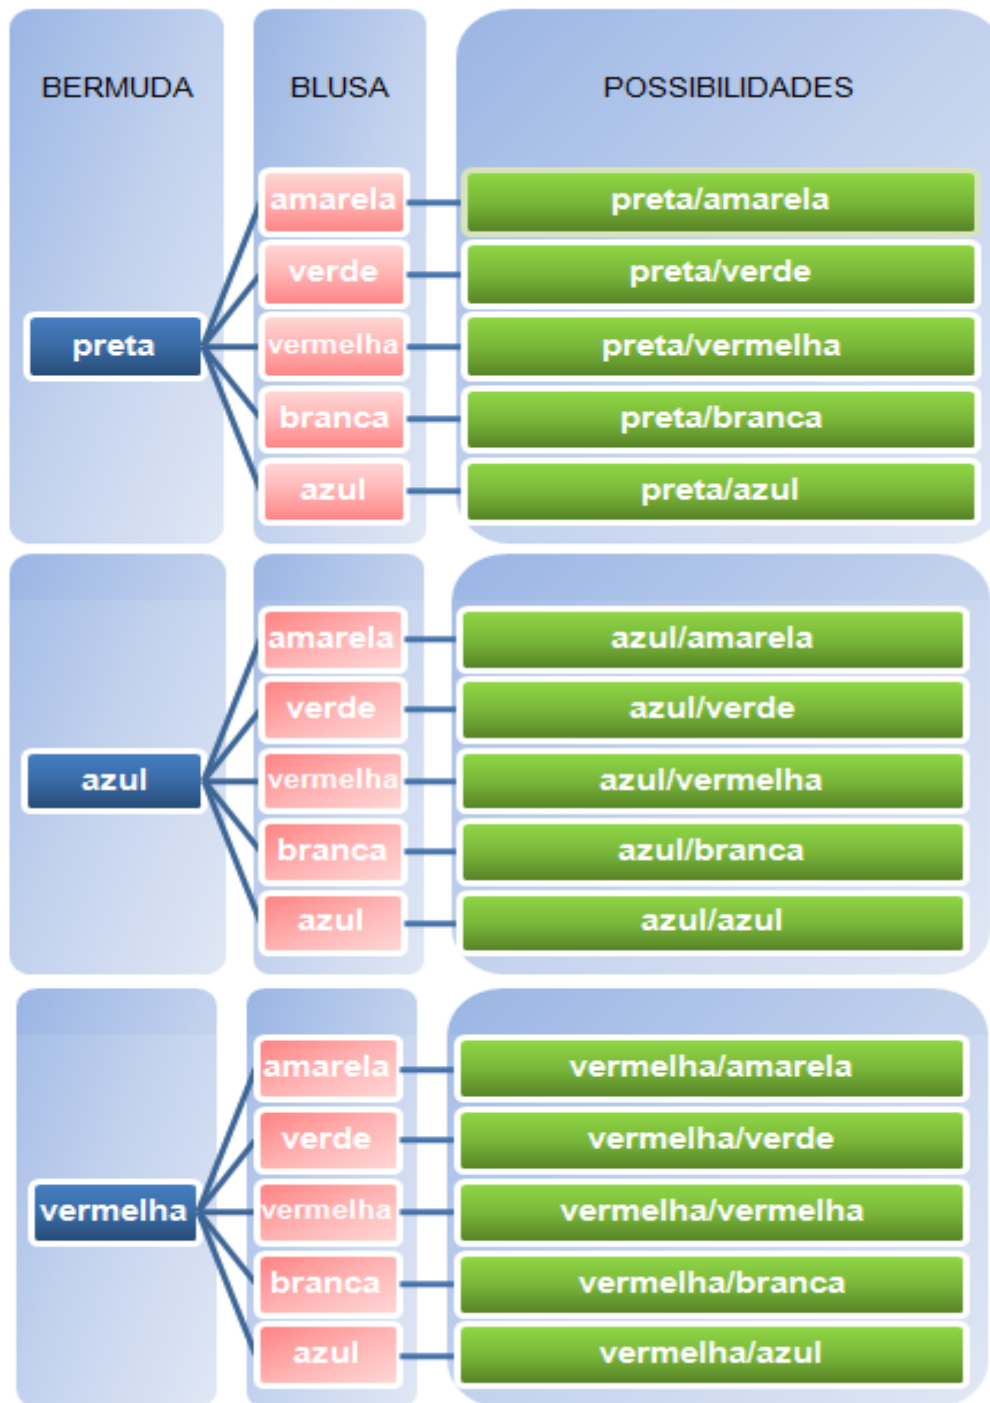 BERMUDA BLUSA POSSIBILIDADES
amarela preta/amarela
verde preta/verde
preta vermelha preta/vermelha
branca preta/branca
azul preta/azul
amarela azul/amarela
verde azul/verde
azul vermelha azul/vermelha
branca azul/branca
azul azul/azul
amarela vermelha/amarela
verde vermelha/verde
vermelha vermelha vermelha/vermelha
branca vermelha/branca
azul vermelha/azul